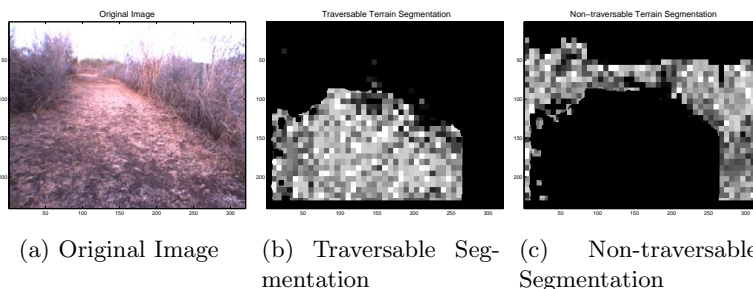 Original Image
Traversable Terrain Segmentation
Non-traversable Terrain Segmentation
50
100
150
200
50 100 150 200 250 300
50
100
150
200
50 100 150 200 250 300
50
100
150
200
50 100 150 200 250 300
(a) Original Image
(b) Traversable Seg-
mentation
(c) Non-traversable
Segmentation